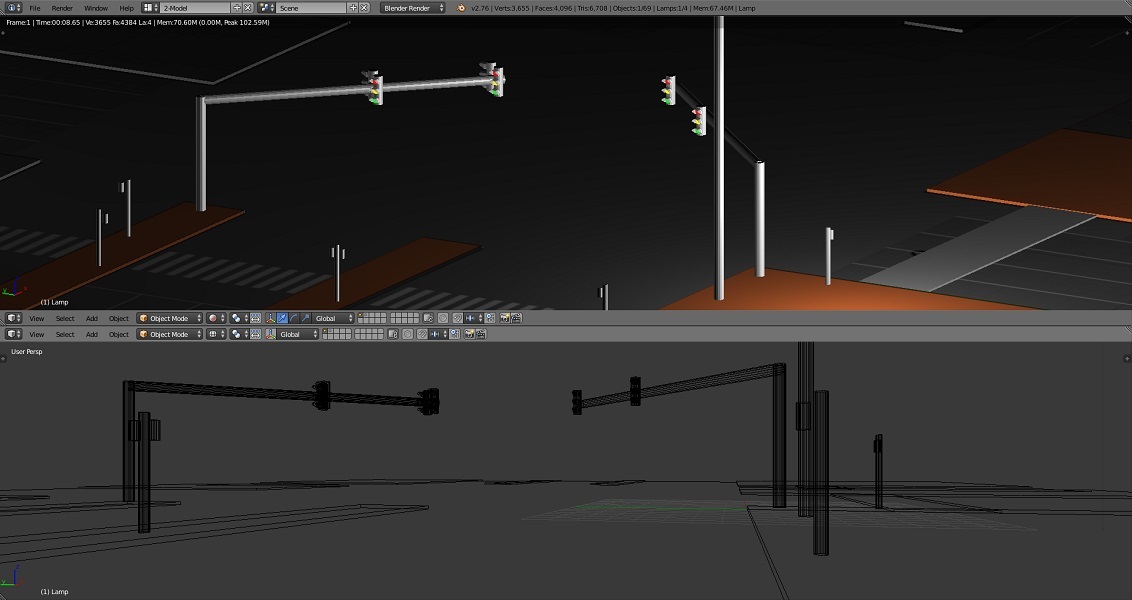 File Render Window Help 2-Model Scene Blender Render v2.76 | Verts:3,655 | Faces:4,096 | Tris:6,708 | Objects:1/69 | Lamps:1/4 | Mem:67.46M | Lamp
Frame:1 | Time:00:08.65 | Ve:3655 Fa:4384 La:4 | Mem:70.60M (0.00M, Peak 102.59M)
(1) Lamp
View Select Add Object Object Mode Global
View Select Add Object Object Mode Global
User Persp
(1) Lamp